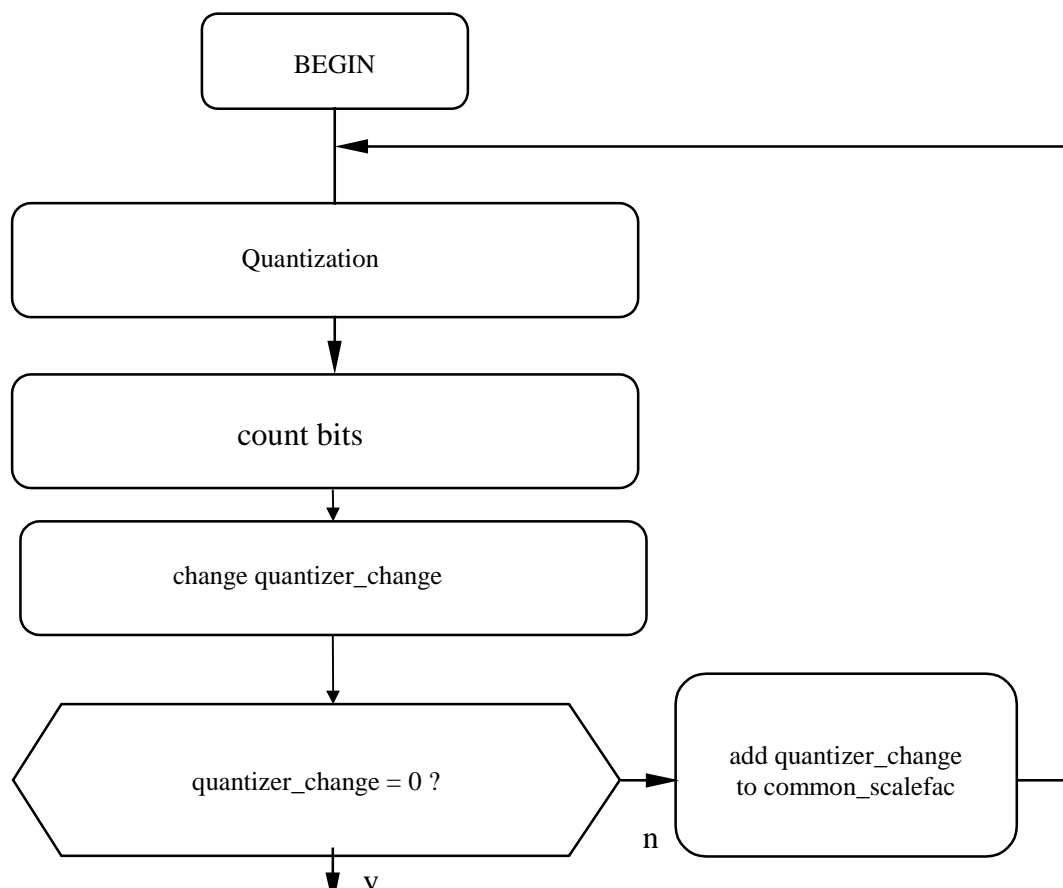 BEGIN
Quantization
count bits
change quantizer_change
quantizer_change = 0 ?
add quantizer_change
to common_scalefac
n
y